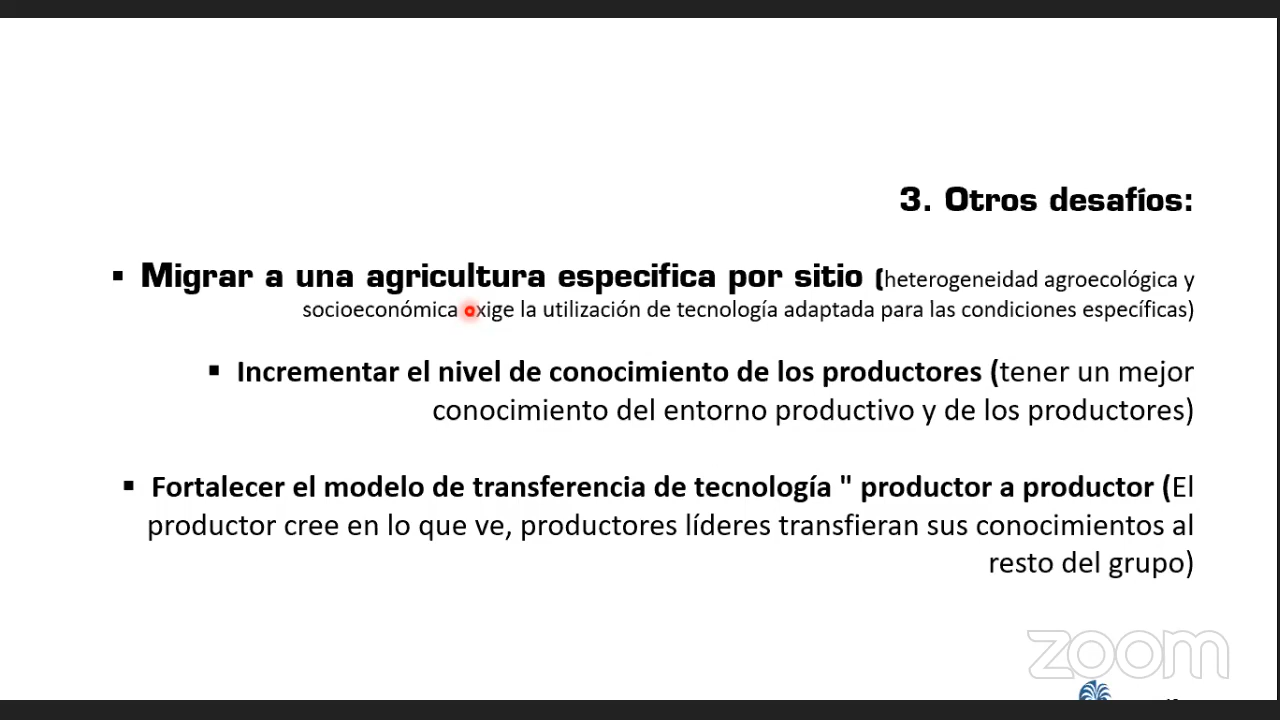 3. Otros desafíos:
▪ Migrar a una agricultura especifica por sitio (heterogeneidad agroecológica y
socioeconómica exige la utilización de tecnología adaptada para las condiciones específicas)
▪ Incrementar el nivel de conocimiento de los productores (tener un mejor
conocimiento del entorno productivo y de los productores)
▪ Fortalecer el modelo de transferencia de tecnología " productor a productor (El
productor cree en lo que ve, productores líderes transfieran sus conocimientos al
resto del grupo)
zoom